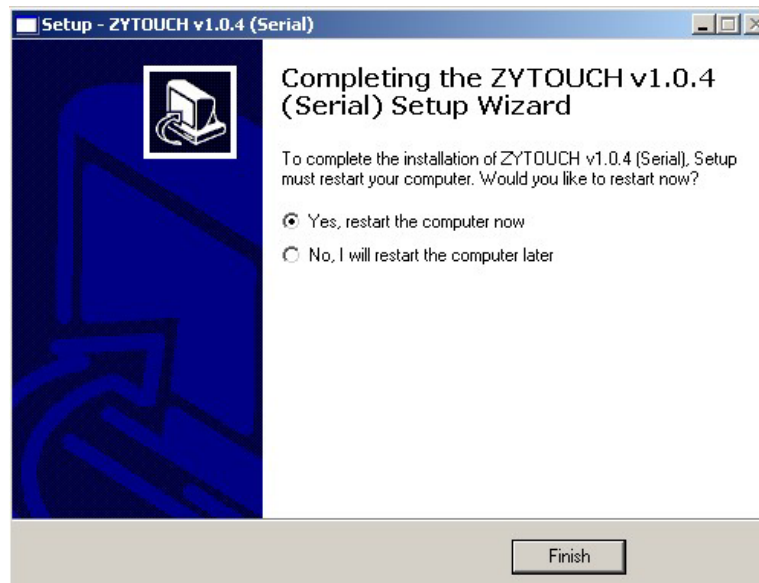 Setup - ZYTOUCH v1.0.4 (Serial)
Completing the ZYTOUCH v1.0.4
(Serial) Setup Wizard
To complete the installation of ZYTOUCH v1.0.4 (Serial), Setup
must restart your computer. Would you like to restart now?
Yes, restart the computer now
No, I will restart the computer later
Finish